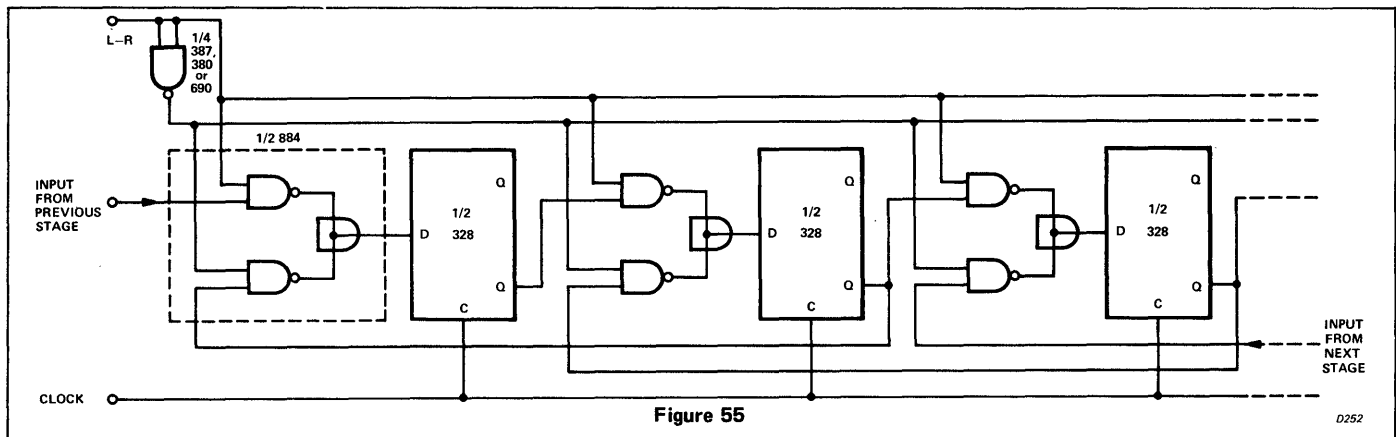 L–R
1/4
387,
380
or
690
1/2 884
INPUT
FROM
PREVIOUS
STAGE
D
1/2
328
Q
Q
C
D
1/2
328
Q
Q
C
D
1/2
328
Q
Q
C
INPUT
FROM
NEXT
STAGE
CLOCK
Figure 55
D252